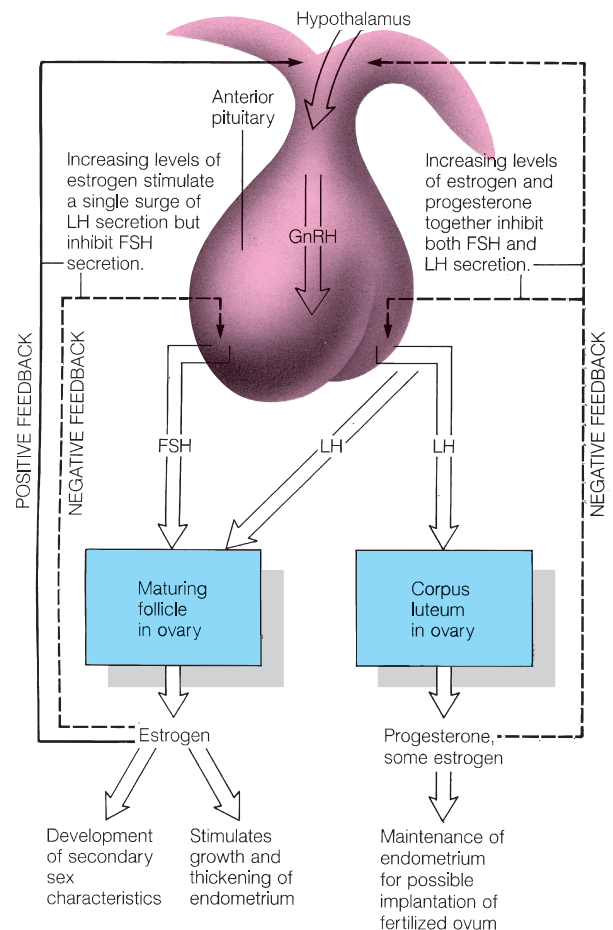 Hypothalamus
Anterior
pituitary
Increasing levels of
estrogen stimulate
a single surge of
LH secretion but
inhibit FSH
secretion.
Increasing levels
of estrogen and
progesterone
together inhibit
both FSH and
LH secretion.
GnRH
POSITIVE FEEDBACK
NEGATIVE FEEDBACK
NEGATIVE FEEDBACK
FSH
LH
LH
Maturing
follicle
in ovary
Corpus
luteum
in ovary
Estrogen
Progesterone,
some estrogen
Development
of secondary
sex
characteristics
Stimulates
growth and
thickening of
endometrium
Maintenance of
endometrium
for possible
implantation of
fertilized ovum